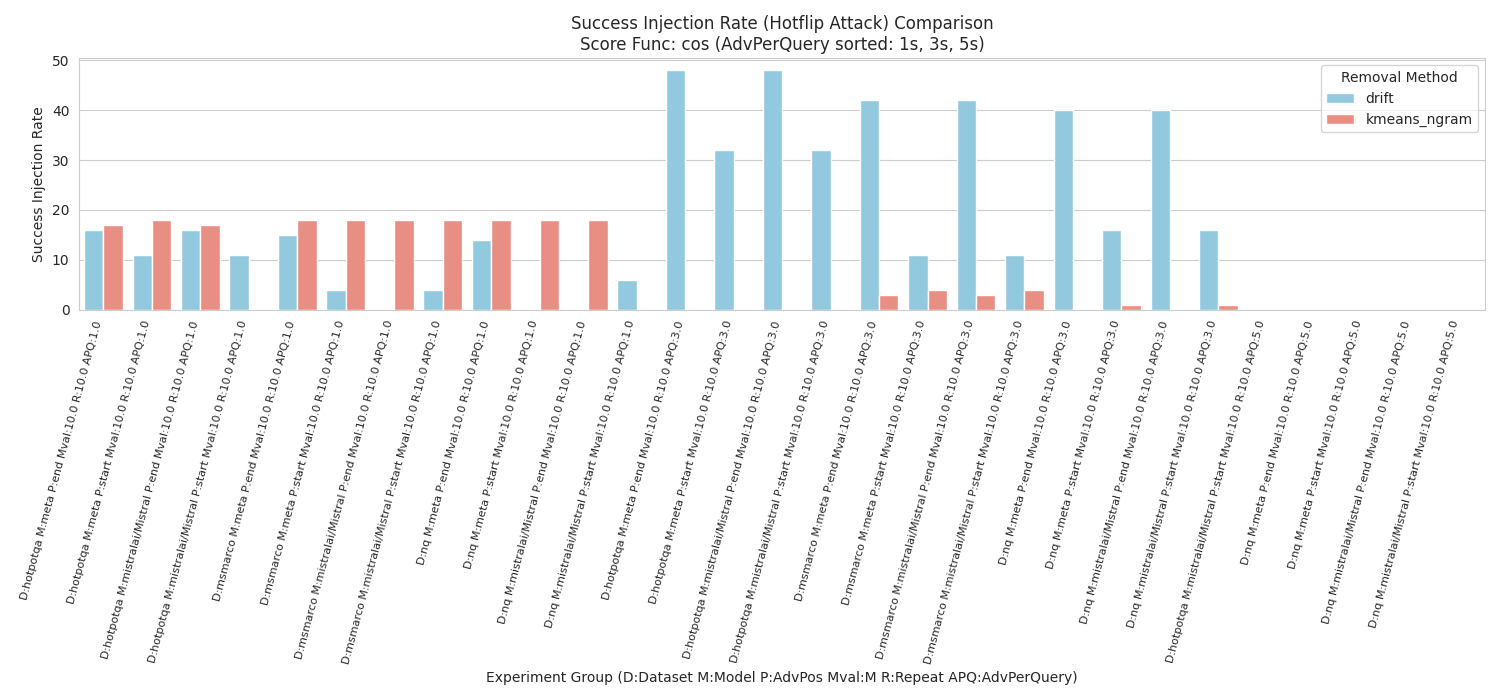 Success Injection Rate (Hotflip Attack) Comparison
Score Func: cos (AdvPerQuery sorted: 1s, 3s, 5s)
Success Injection Rate
50
40
30
20
10
0
Removal Method
drift
kmeans_ngram
D:hotpotqa M:meta P:end Mval:10.0 R:10.0 APQ:1.0
D:hotpotqa M:meta P:start Mval:10.0 R:10.0 APQ:1.0
D:hotpotqa M:mistralai/Mistral P:end Mval:10.0 R:10.0 APQ:1.0
D:hotpotqa M:mistralai/Mistral P:start Mval:10.0 R:10.0 APQ:1.0
D:msmarco M:meta P:end Mval:10.0 R:10.0 APQ:1.0
D:msmarco M:meta P:start Mval:10.0 R:10.0 APQ:1.0
D:msmarco M:mistralai/Mistral P:end Mval:10.0 R:10.0 APQ:1.0
D:msmarco M:mistralai/Mistral P:start Mval:10.0 R:10.0 APQ:1.0
D:nq M:meta P:end Mval:10.0 R:10.0 APQ:1.0
D:nq M:meta P:start Mval:10.0 R:10.0 APQ:1.0
D:nq M:mistralai/Mistral P:end Mval:10.0 R:10.0 APQ:1.0
D:nq M:mistralai/Mistral P:start Mval:10.0 R:10.0 APQ:1.0
D:hotpotqa M:meta P:end Mval:10.0 R:10.0 APQ:3.0
D:hotpotqa M:meta P:start Mval:10.0 R:10.0 APQ:3.0
D:hotpotqa M:mistralai/Mistral P:end Mval:10.0 R:10.0 APQ:3.0
D:hotpotqa M:mistralai/Mistral P:start Mval:10.0 R:10.0 APQ:3.0
D:msmarco M:meta P:end Mval:10.0 R:10.0 APQ:3.0
D:msmarco M:meta P:start Mval:10.0 R:10.0 APQ:3.0
D:msmarco M:mistralai/Mistral P:end Mval:10.0 R:10.0 APQ:3.0
D:msmarco M:mistralai/Mistral P:start Mval:10.0 R:10.0 APQ:3.0
D:nq M:meta P:end Mval:10.0 R:10.0 APQ:3.0
D:nq M:meta P:start Mval:10.0 R:10.0 APQ:3.0
D:nq M:mistralai/Mistral P:end Mval:10.0 R:10.0 APQ:3.0
D:nq M:mistralai/Mistral P:start Mval:10.0 R:10.0 APQ:3.0
D:hotpotqa M:mistralai/Mistral P:start Mval:10.0 R:10.0 APQ:5.0
D:nq M:meta P:end Mval:10.0 R:10.0 APQ:5.0
D:nq M:meta P:start Mval:10.0 R:10.0 APQ:5.0
D:nq M:mistralai/Mistral P:end Mval:10.0 R:10.0 APQ:5.0
D:nq M:mistralai/Mistral P:start Mval:10.0 R:10.0 APQ:5.0
Experiment Group (D:Dataset M:Model P:AdvPos Mval:M R:Repeat APQ:AdvPerQuery)